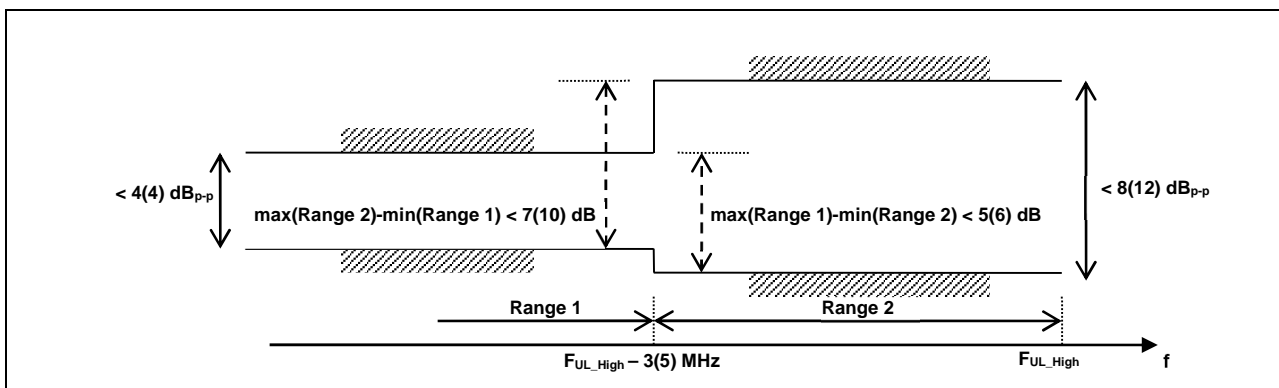 < 4(4) dBp-p
max(Range 2)-min(Range 1) < 7(10) dB
max(Range 1)-min(Range 2) < 5(6) dB
< 8(12) dBp-p
Range 1
Range 2
FUL_High – 3(5) MHz
FUL_High
f